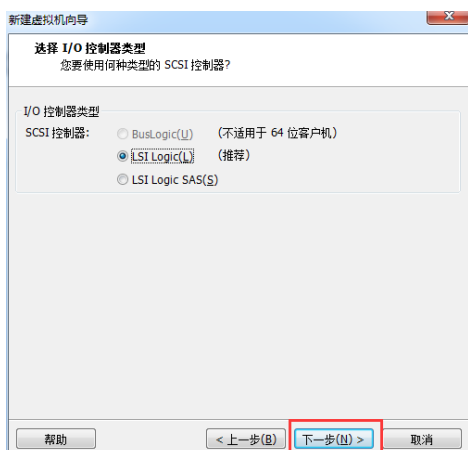 新建虚拟机向导
选择 I/O 控制器类型
您要使用何种类型的 SCSI 控制器?
I/O 控制器类型
SCSI 控制器: BusLogic(U) (不适用于 64 位客户机)
LSI Logic(L) (推荐)
LSI Logic SAS(S)
帮助 < 上一步(B) 下一步(N) > 取消